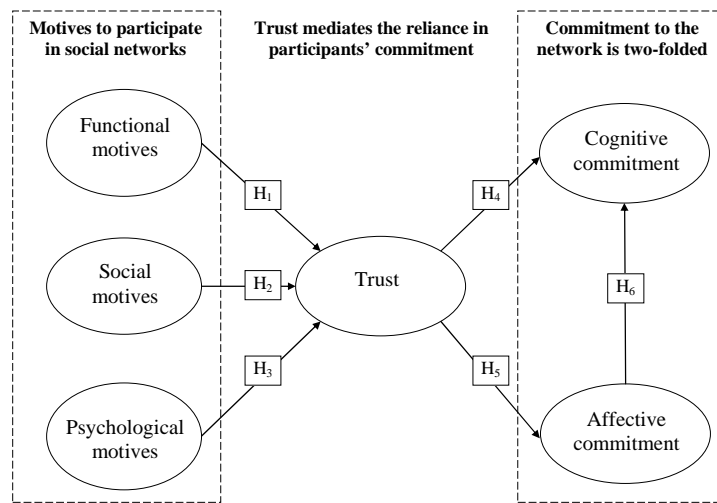 Motives to participate
in social networks
Trust mediates the reliance in
participants' commitment
Commitment to the
network is two-folded
Functional
motives
Cognitive
commitment
H₁
H₄
Social
motives
H₂
Trust
H₆
H₃
H₅
Psychological
motives
Affective
commitment